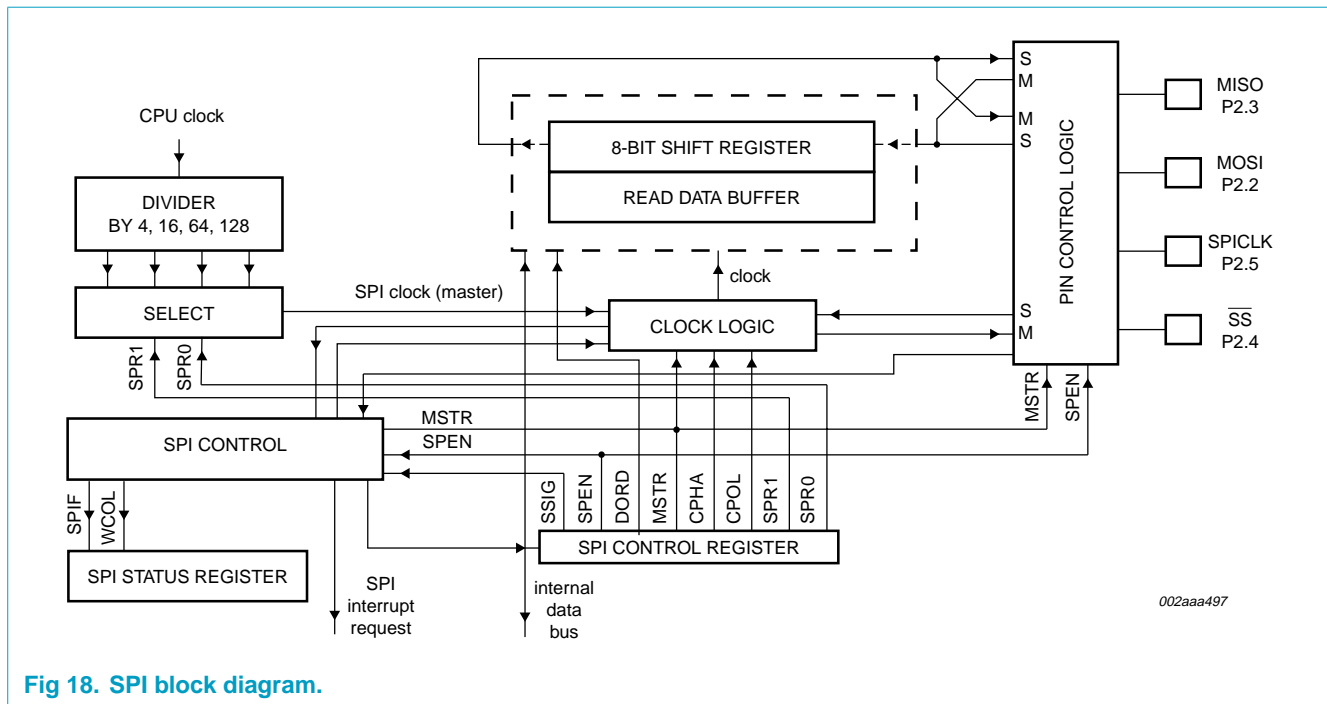 CPU clock
DIVIDER
BY 4, 16, 64, 128
SELECT
SPR1
SPR0
SPI clock (master)
8-BIT SHIFT REGISTER
READ DATA BUFFER
clock
CLOCK LOGIC
S
M
M
S
S
M
PIN CONTROL LOGIC
MISO
P2.3
MOSI
P2.2
SPICLK
P2.5
SS
P2.4
MSTR
SPEN
SPI CONTROL
MSTR
SPEN
SPIF
WCOL
SPI STATUS REGISTER
SPI
interrupt
request
SSIG
SPEN
DORD
MSTR
CPHA
CPOL
SPR1
SPR0
SPI CONTROL REGISTER
internal
data
bus
002aaa497
Fig 18. SPI block diagram.